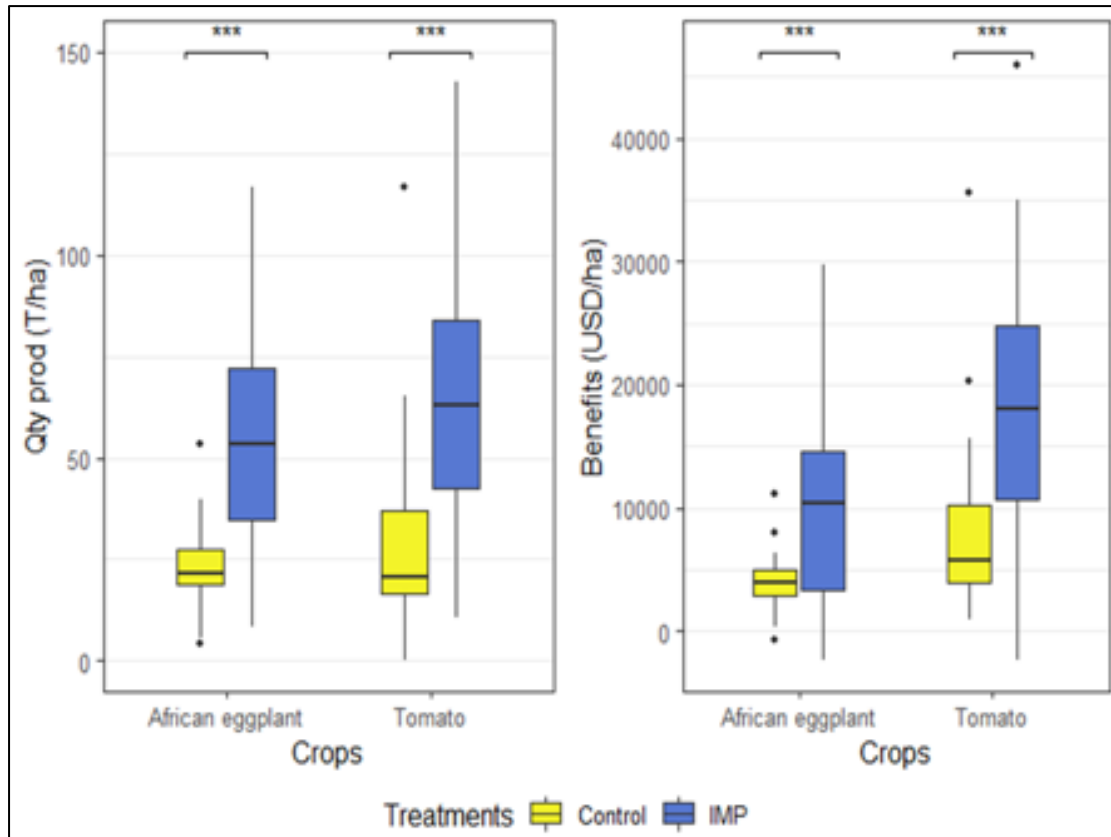 *** ***
150
100
50
0
Qty prod (T/ha)
African eggplant Tomato
Crops
*** ***
40000
30000
20000
10000
0
Benefits (USD/ha)
African eggplant Tomato
Crops
Treatments Control IMP